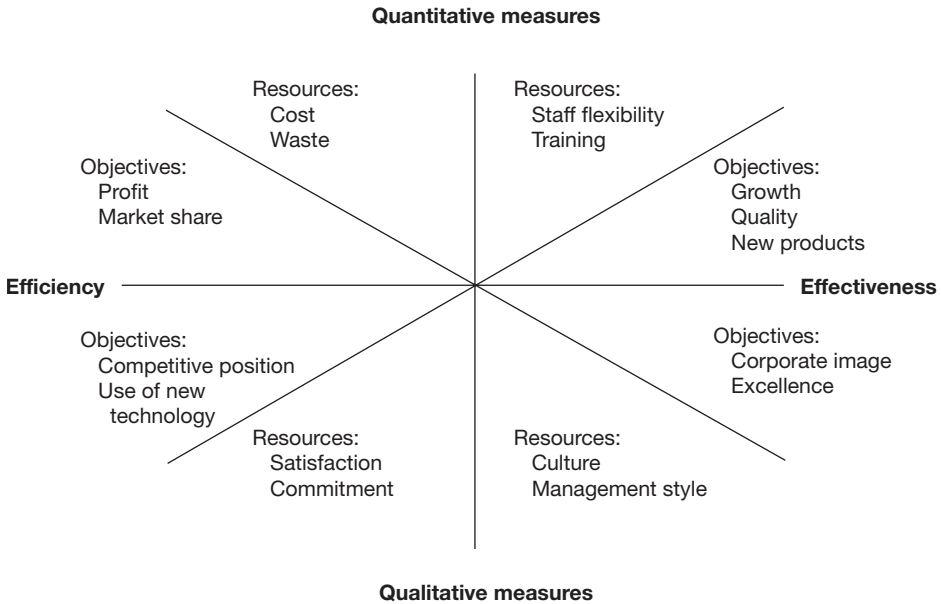 Quantitative measures
Resources:
Cost
Waste
Resources:
Staff flexibility
Training
Objectives:
Profit
Market share
Objectives:
Growth
Quality
New products
Efficiency
Effectiveness
Objectives:
Competitive position
Use of new
technology
Objectives:
Corporate image
Excellence
Resources:
Satisfaction
Commitment
Resources:
Culture
Management style
Qualitative measures